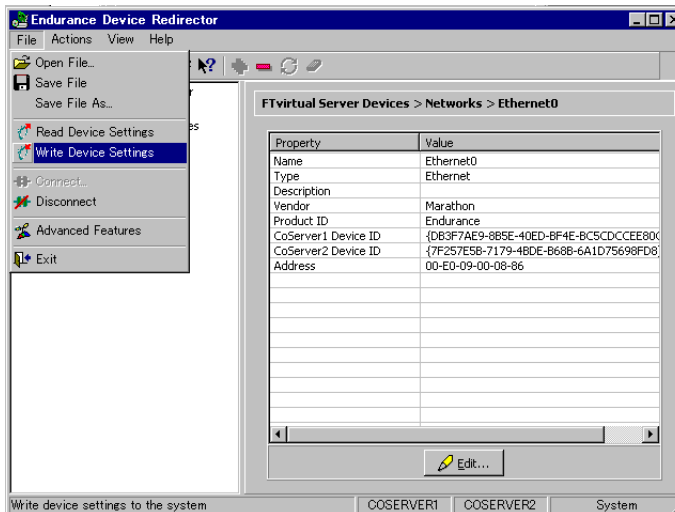 Endurance Device Redirector
File Actions View Help
Open File...
Save File
Save File As...
Read Device Settings
Write Device Settings
Connect...
Disconnect
Advanced Features
Exit
FTvirtual Server Devices > Networks > Ethernet0
Property Value
Name Ethernet0
Type Ethernet
Description
Vendor Marathon
Product ID Endurance
CoServer1 Device ID {DB3F7AE9-8B5E-40ED-BF4E-BC5CDCCEE80
CoServer2 Device ID {7F257E5B-7179-4BDE-B68B-6A1D75698FD8
Address 00-E0-09-00-08-86
Edit...
Write device settings to the system COSERVER1 COSERVER2 System